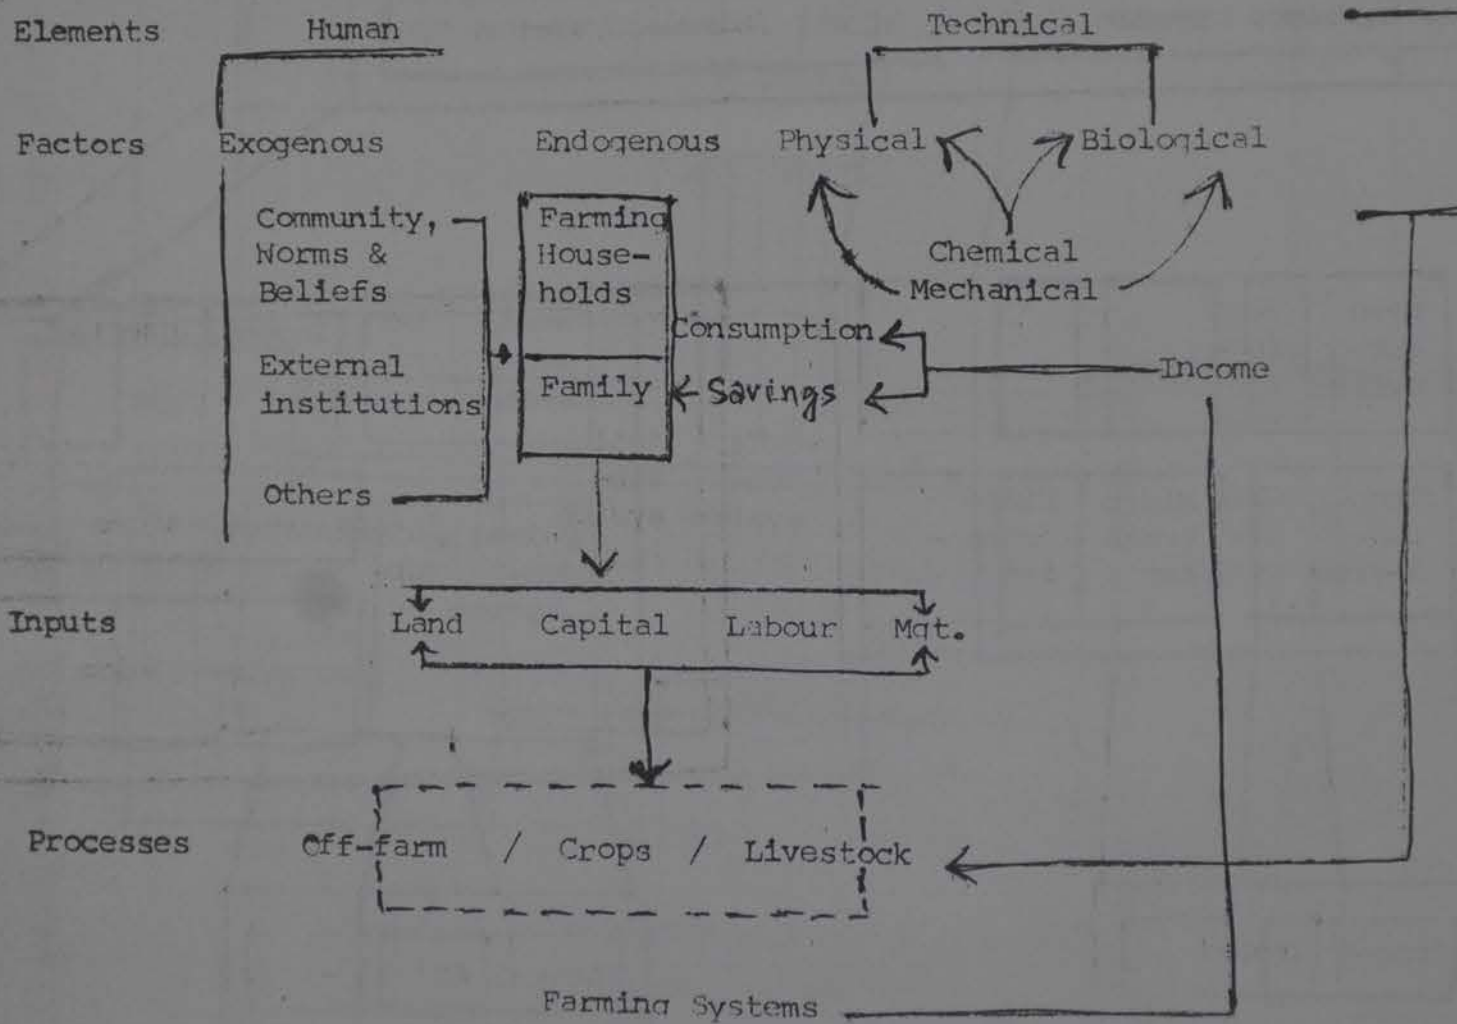 Elements Human Technical
Factors Exogenous Endogenous Physical Biological
Community,
Norms &
Beliefs
External
institutions
Others
Farming
House-
holds
Family
Chemical
Mechanical
Consumption
Savings
Income
Inputs Land Capital Labour Mgt.
Processes Off-farm / Crops / Livestock
Farming Systems